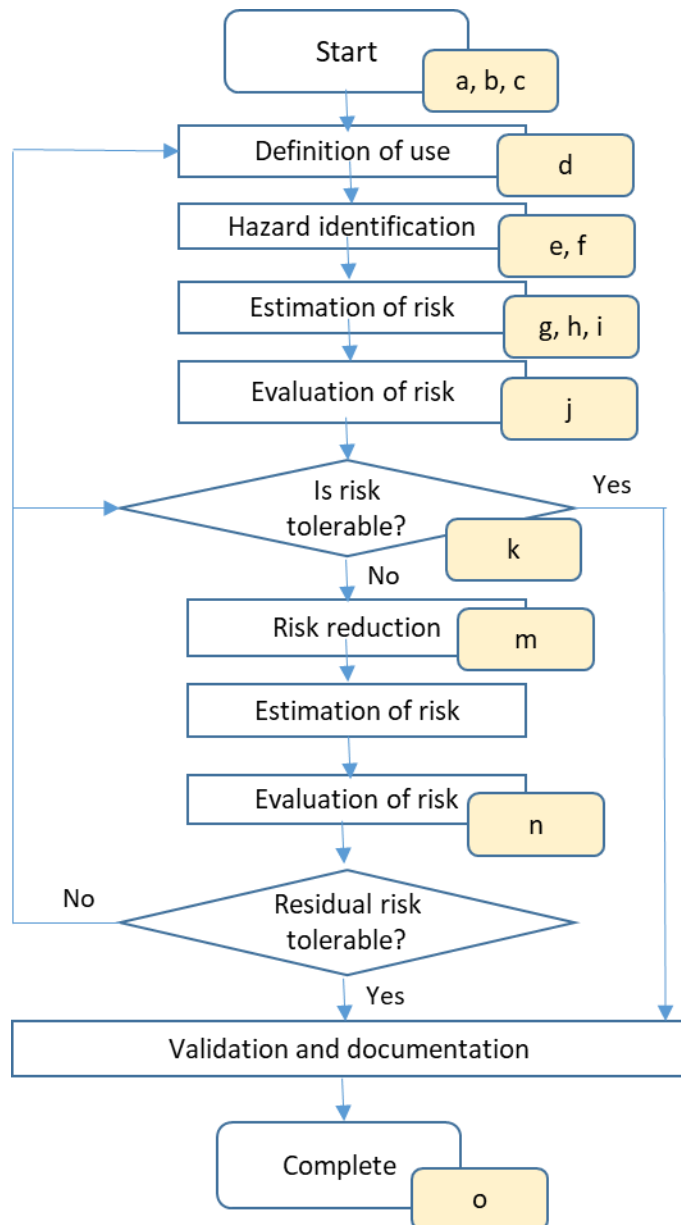 Start
a, b, c
Definition of use
d
Hazard identification
e, f
Estimation of risk
g, h, i
Evaluation of risk
j
Is risk
tolerable?
Yes
k
No
Risk reduction
m
Estimation of risk
Evaluation of risk
n
Residual risk
tolerable?
No
Yes
Validation and documentation
Complete
o